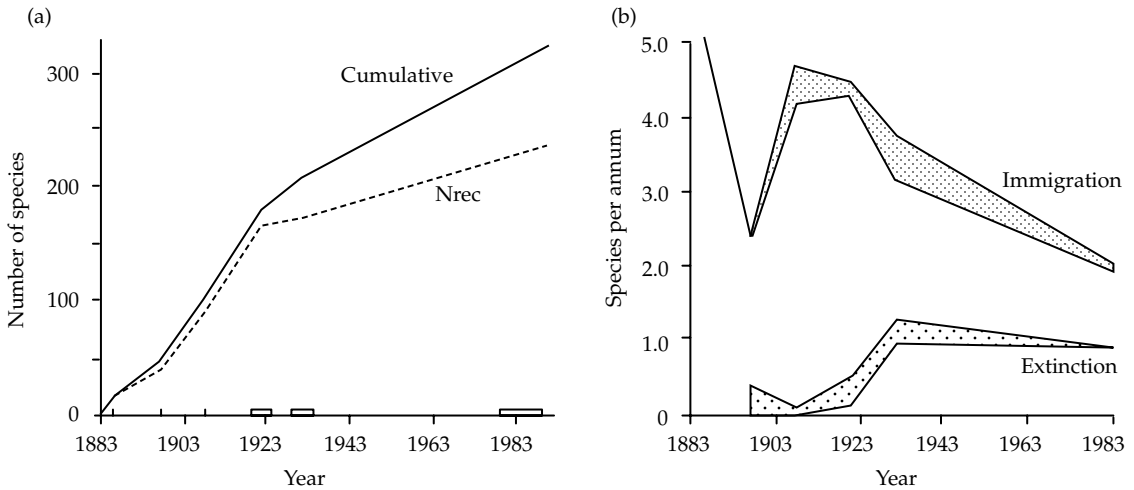 (a)
Number of species
300
200
100
0
Cumulative
Nrec
1883 1903 1923 1943 1963 1983
Year
(b)
Species per annum
5.0
4.0
3.0
2.0
1.0
0
Immigration
Extinction
1883 1903 1923 1943 1963 1983
Year